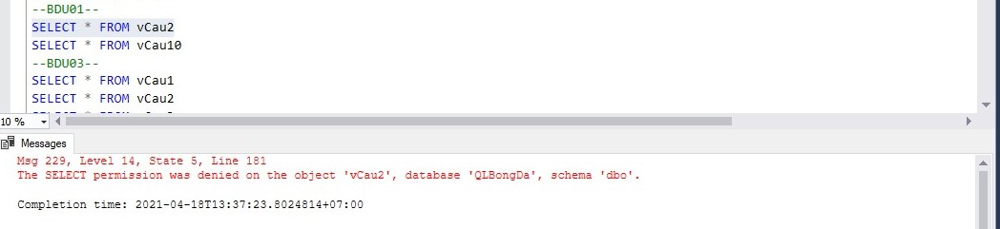 --BDU01--
SELECT * FROM vCau2
SELECT * FROM vCau10
--BDU03--
SELECT * FROM vCau1
SELECT * FROM vCau2
10 %
Messages
Msg 229, Level 14, State 5, Line 181
The SELECT permission was denied on the object 'vCau2', database 'QLBongDa', schema 'dbo'.
Completion time: 2021-04-18T13:37:23.8024814+07:00